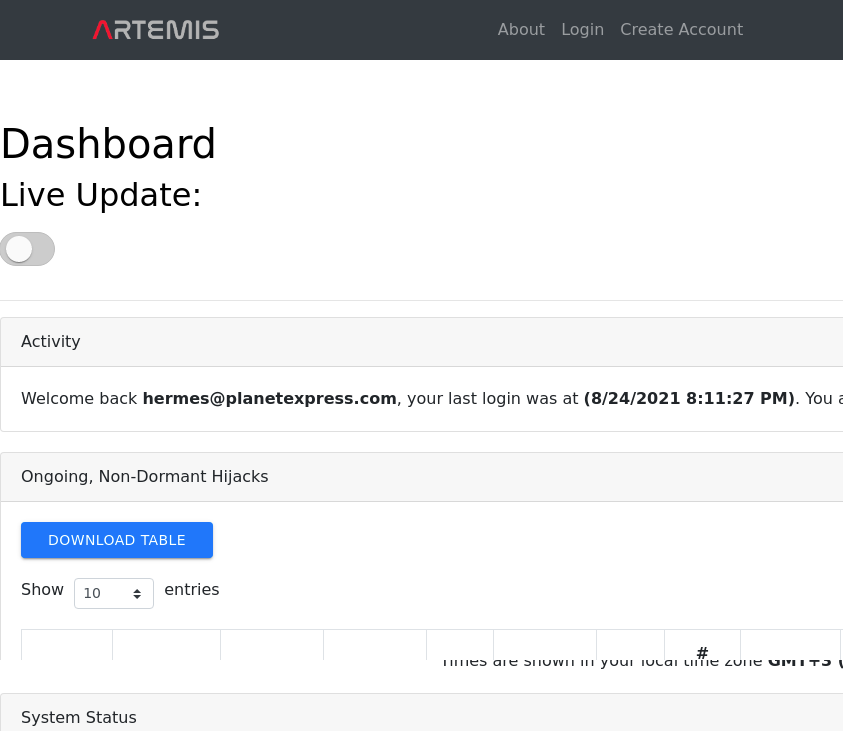 ARTEMIS About Login Create Account
Dashboard
Live Update:
Activity
Welcome back hermes@planetexpress.com, your last login was at (8/24/2021 8:11:27 PM). You a
Ongoing, Non-Dormant Hijacks
DOWNLOAD TABLE
Show 10 entries
#
Times are shown in your local time zone GMT+3 (
System Status